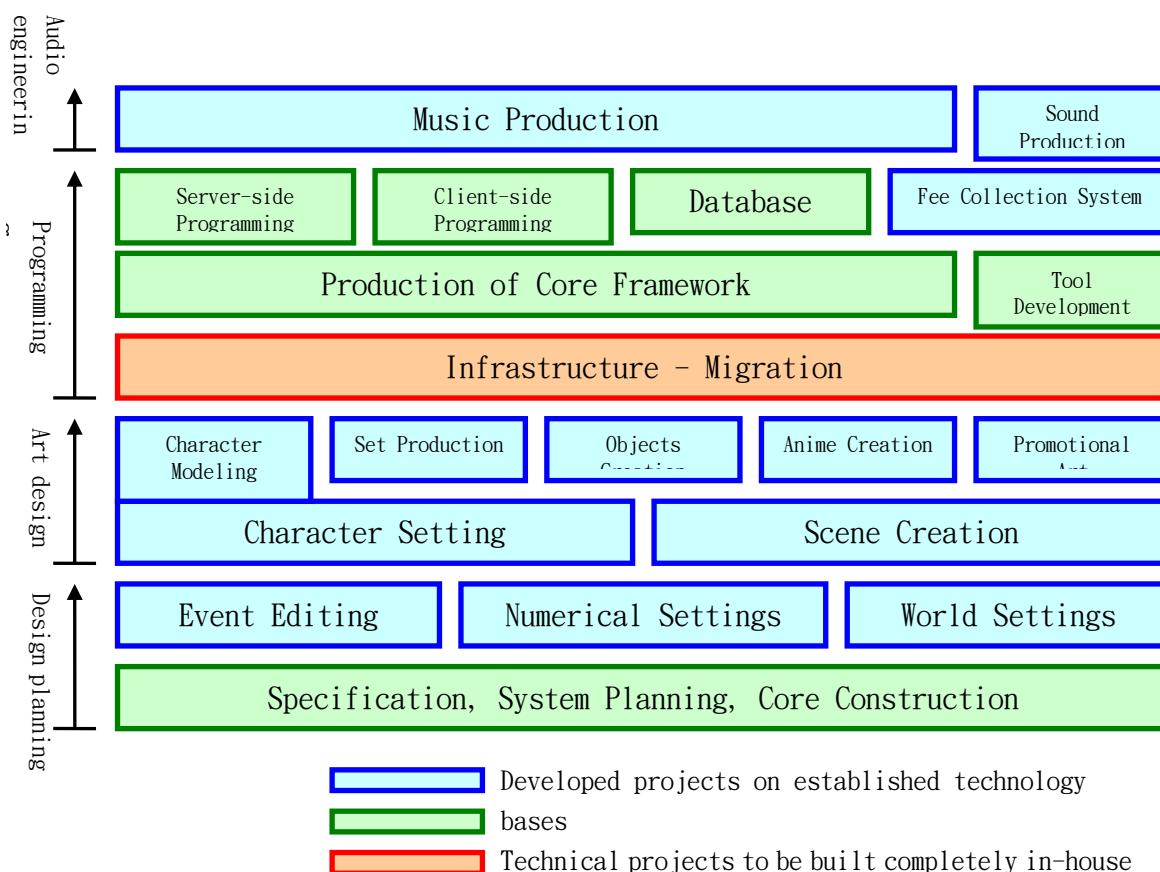 Audio
engineerin
g
Music Production
Sound
Production
Programming
Server-side
Programming
Client-side
Programming
Database
Fee Collection System
Production of Core Framework
Tool
Development
Infrastructure - Migration
Art design
Character
Modeling
Set Production
Objects
Creation
Anime Creation
Promotional
Art
Character Setting
Scene Creation
Design planning
Event Editing
Numerical Settings
World Settings
Specification, System Planning, Core Construction
Developed projects on established technology
bases
Technical projects to be built completely in-house